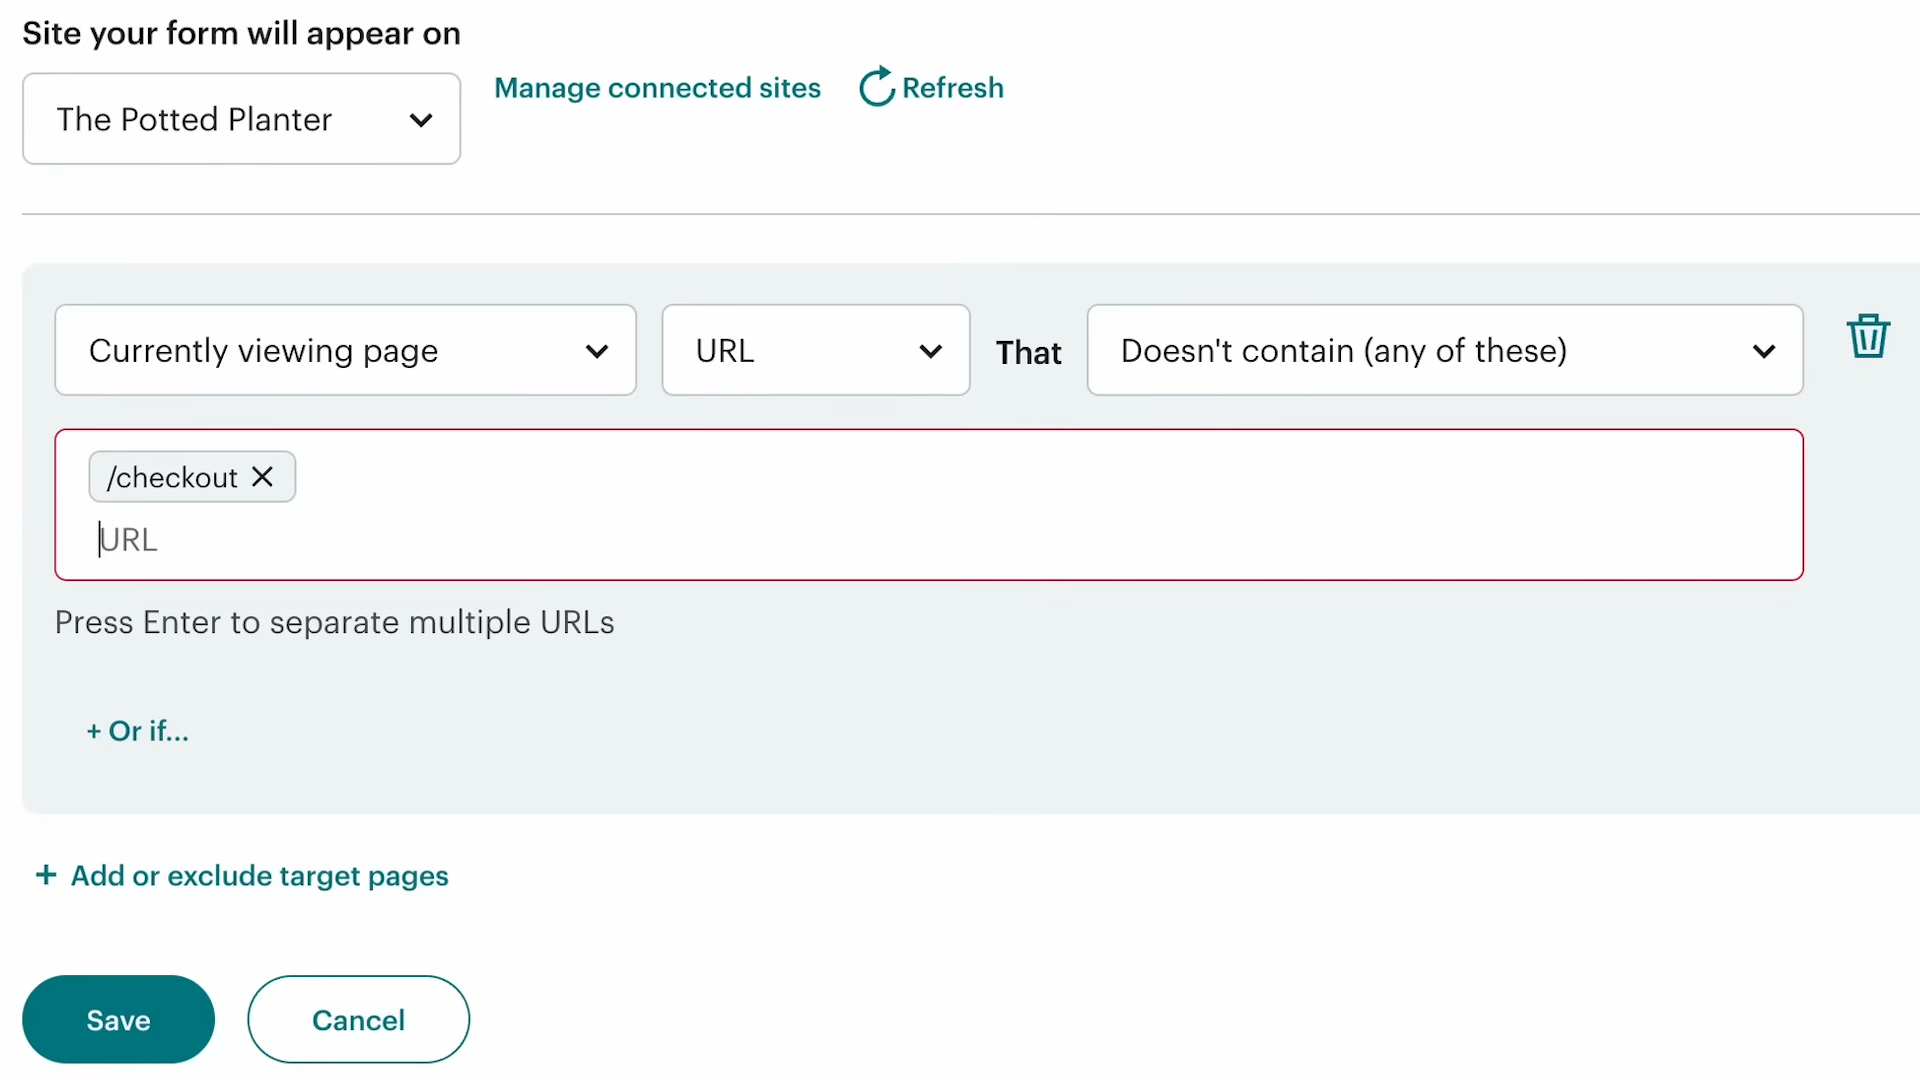 Site your form will appear on
The Potted Planter
Manage connected sites
Refresh
Currently viewing page
URL
That
Doesn't contain (any of these)
/checkout
URL
Press Enter to separate multiple URLs
+ Or if...
+ Add or exclude target pages
Save
Cancel